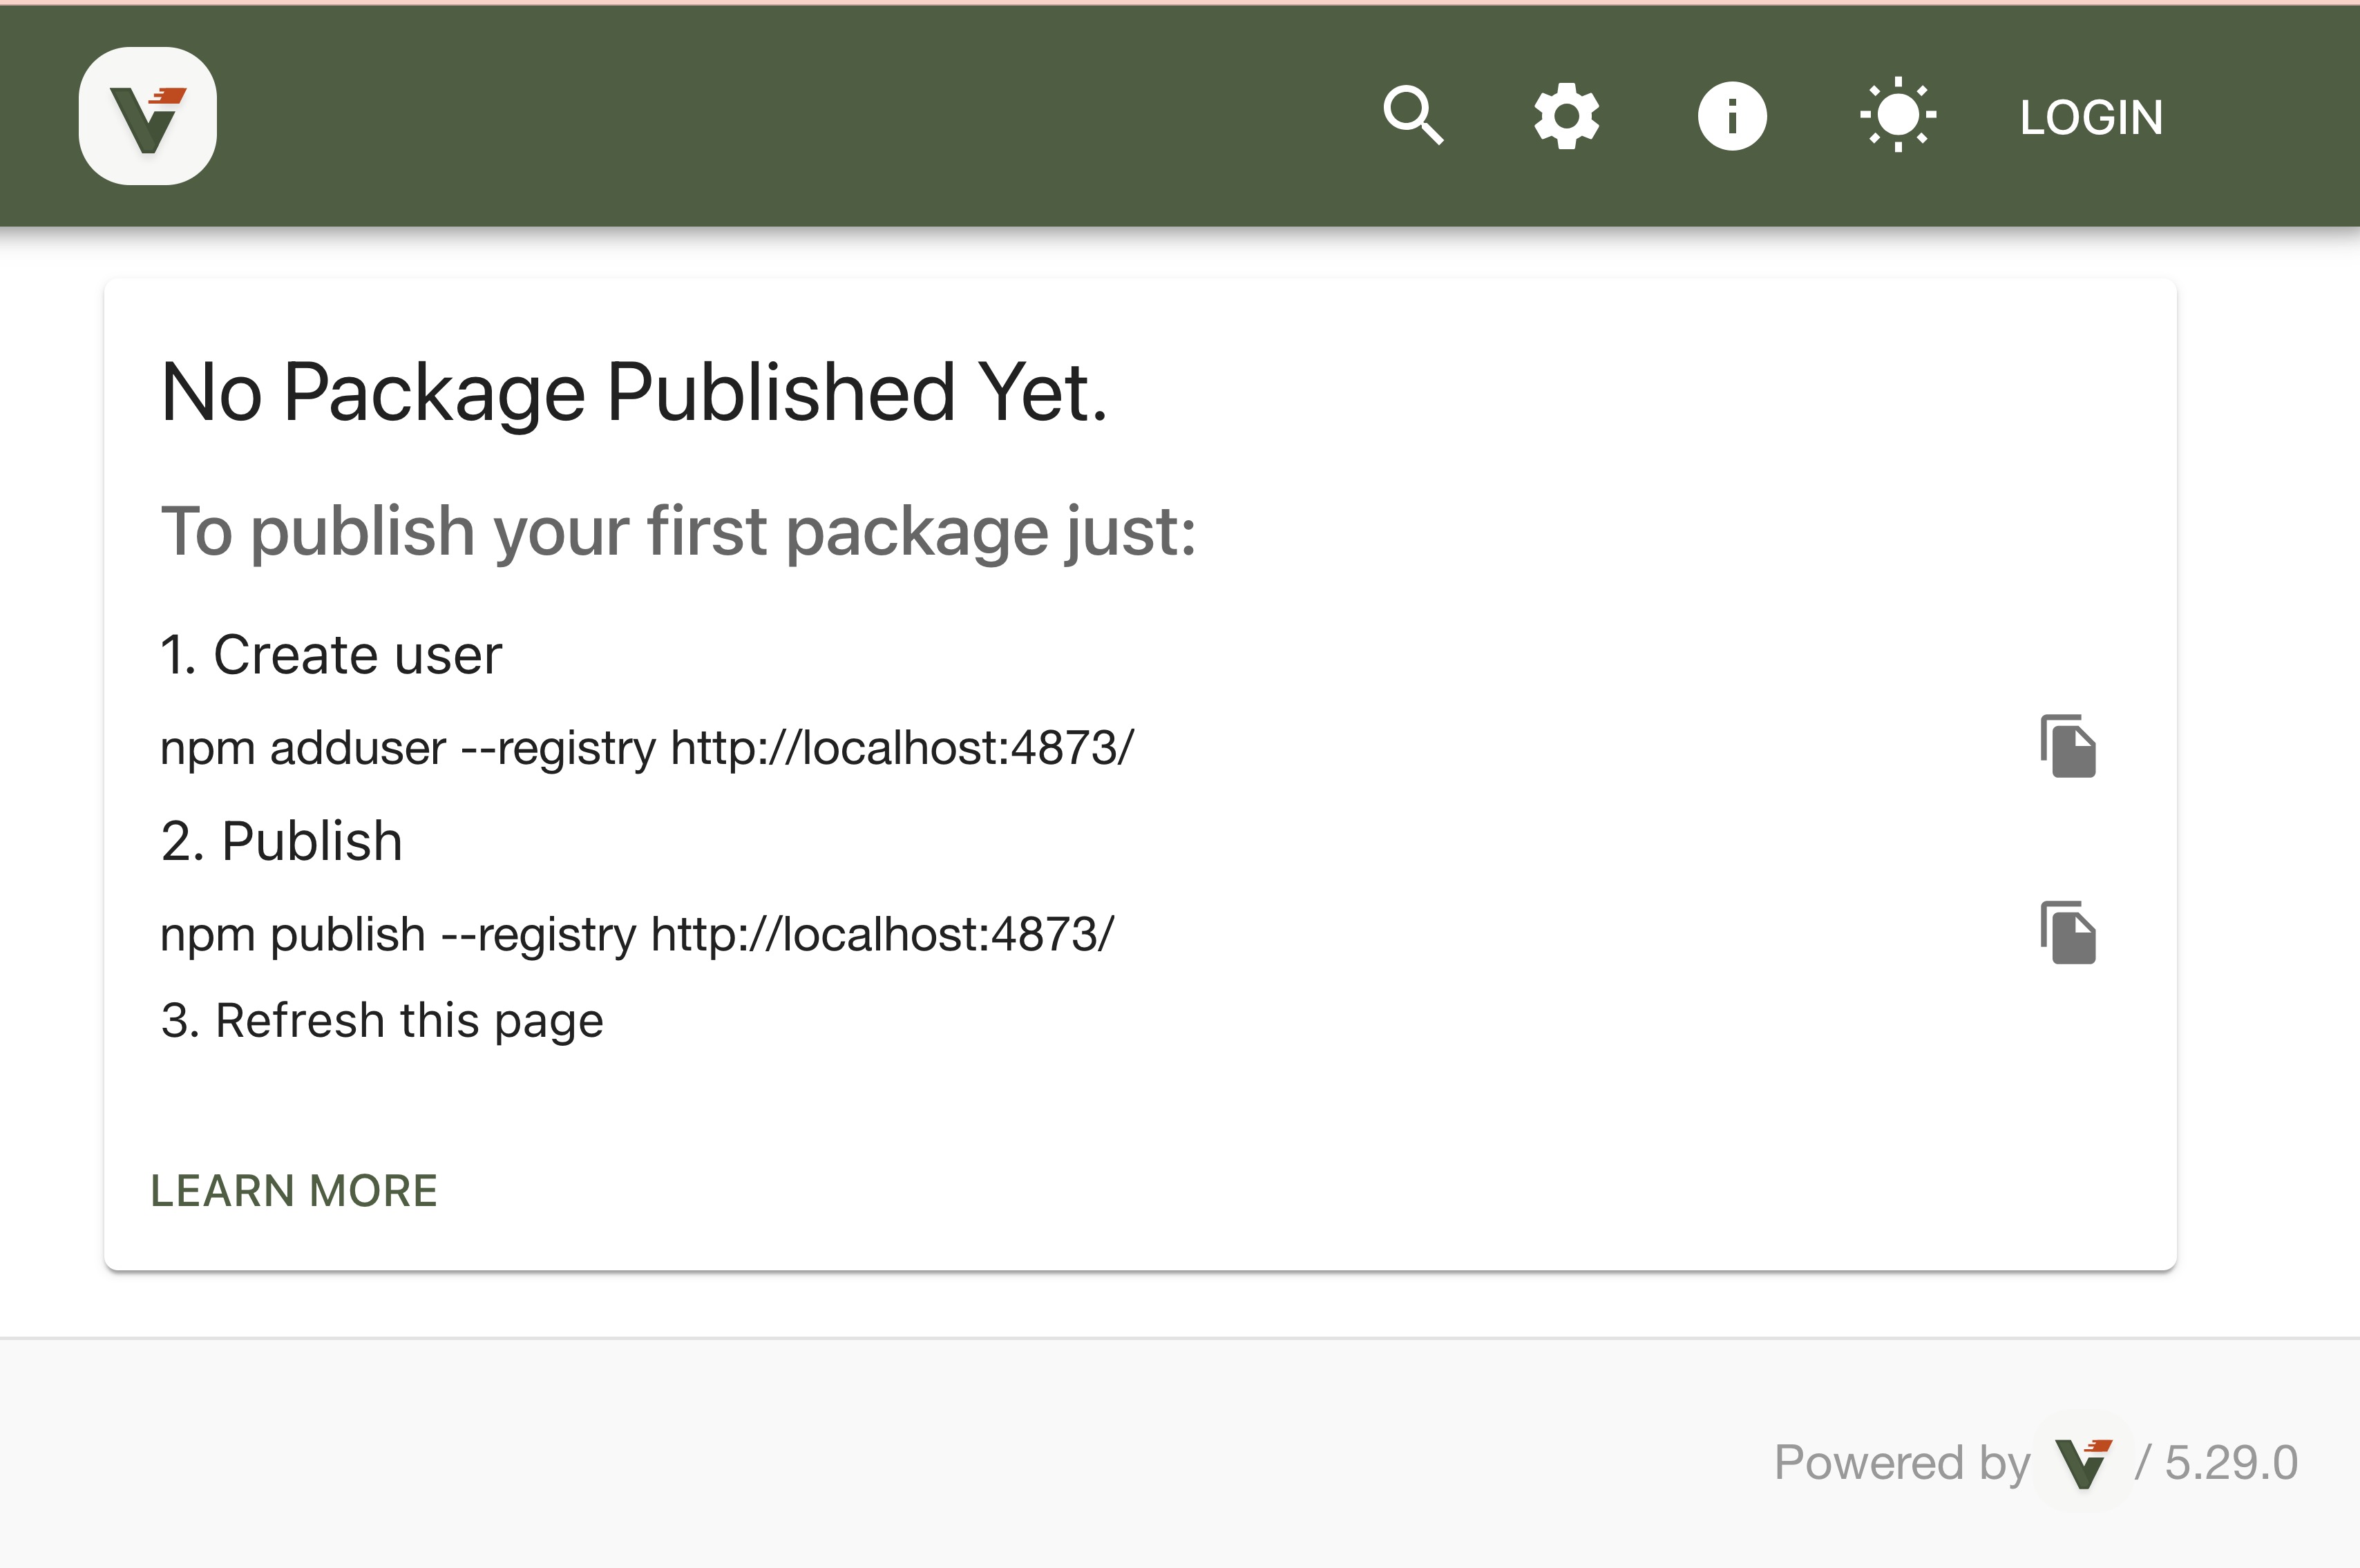 LOGIN
No Package Published Yet.
To publish your first package just:
1. Create user
npm adduser --registry http://localhost:4873/
2. Publish
npm publish --registry http://localhost:4873/
3. Refresh this page
LEARN MORE
Powered by / 5.29.0